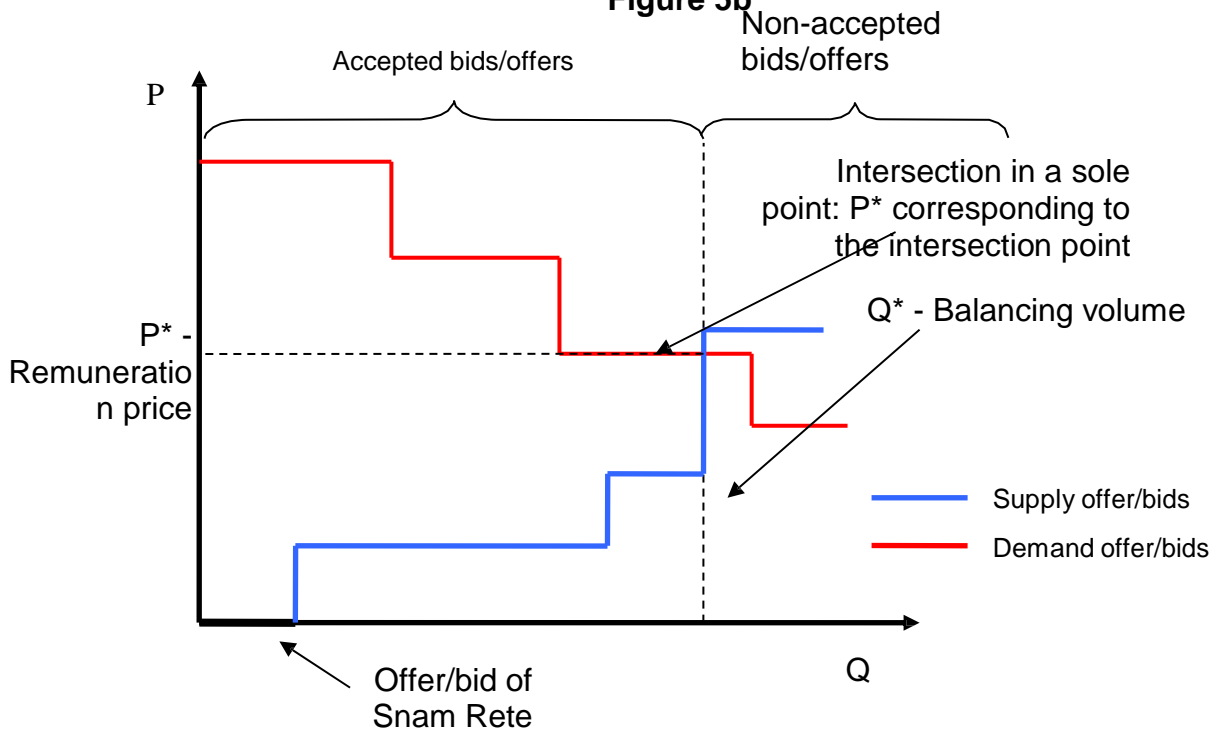 Figure 3b
Non-accepted
bids/offers
Accepted bids/offers
P
Intersection in a sole
point: P* corresponding to
the intersection point
Q* - Balancing volume
P* -
Remuneratio
n price
Supply offer/bids
Demand offer/bids
Q
Offer/bid of
Snam Rete